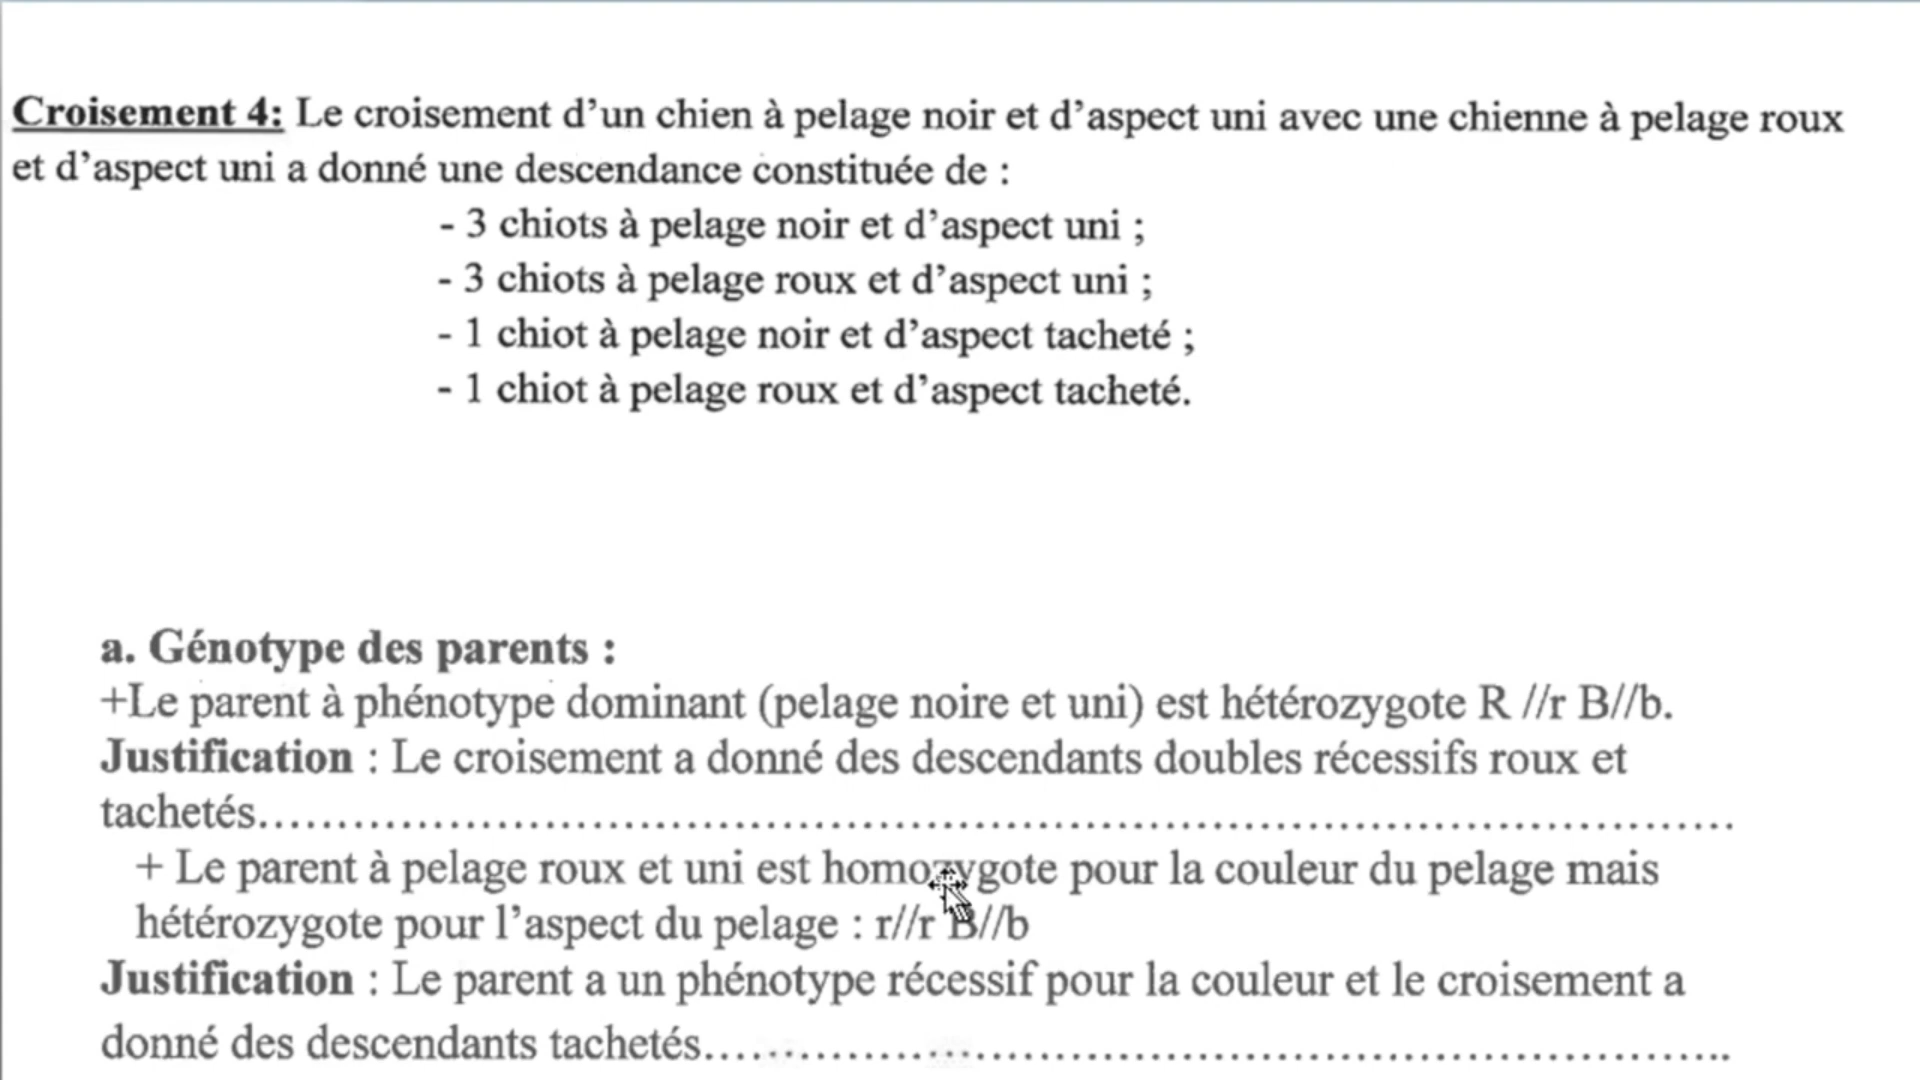 Croisement 4: Le croisement d’un chien à pelage noir et d’aspect uni avec une chienne à pelage roux
et d’aspect uni a donné une descendance constituée de :
- 3 chiots à pelage noir et d’aspect uni ;
- 3 chiots à pelage roux et d’aspect uni ;
- 1 chiot à pelage noir et d’aspect tacheté ;
- 1 chiot à pelage roux et d’aspect tacheté.
a. Génotype des parents :
+Le parent à phénotype dominant (pelage noire et uni) est hétérozygote R //r B//b.
Justification : Le croisement a donné des descendants doubles récessifs roux et
tachetés……………………………………………………………………………………
+ Le parent à pelage roux et uni est homozygote pour la couleur du pelage mais
hétérozygote pour l’aspect du pelage : r//r B//b
Justification : Le parent a un phénotype récessif pour la couleur et le croisement a
donné des descendants tachetés…………………………………………………………..